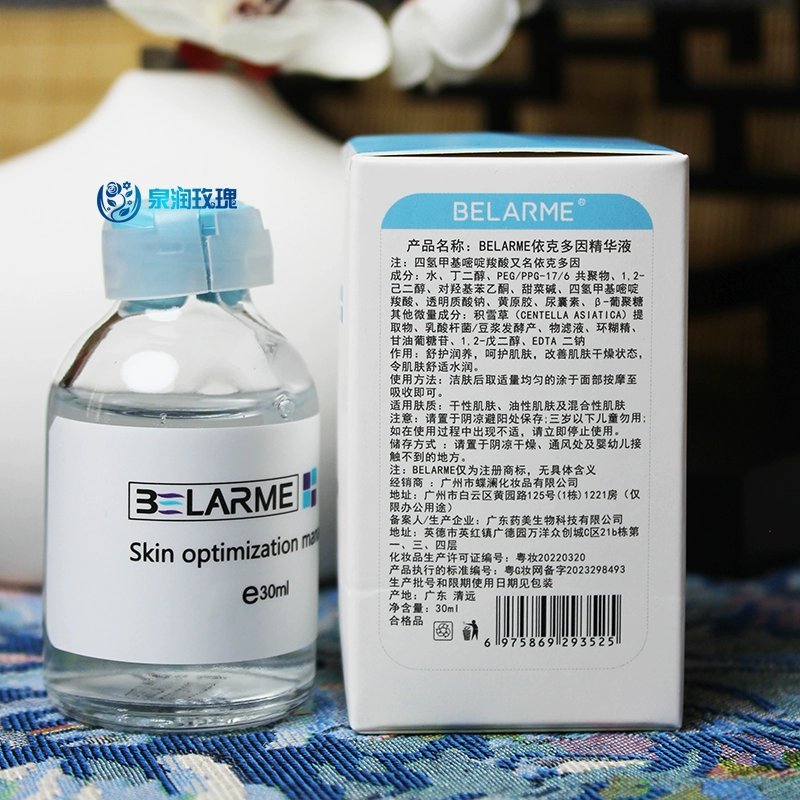 泉润玫瑰
BELARME
Skin optimization
e30ml
BELARME®
产品名称：BELARME依克多因精华液
注：四氢甲基嘧啶羧酸又名依克多因
成分：水、丁二醇、PEG/PPG-17/6 共聚物、1,2-
己二醇、对羟基苯乙酮、甜菜碱、四氢甲基嘧啶
羧酸、透明质酸钠、黄原胶、尿囊素、β-葡聚糖
其他微量成分：积雪草（CENTELLA ASIATICA）提
取物、乳酸杆菌/豆浆发酵产、物滤液、环糊精、
甘油葡糖苷、1,2-戊二醇、EDTA 二钠
作用：舒护润养，呵护肌肤，改善肌肤干燥状态，
令肌肤舒适水润。
使用方法：洁肤后取适量均匀的涂于面部按摩至
吸收即可。
适用肤质：干性肌肤、油性肌肤及混合性肌肤
注意：请置于阴凉避阳处保存;三岁以下儿童勿用;
如在使用过程中出现不适，请立即停止使用。
储存方式：请置于阴凉干燥、通风处及婴幼儿接
触不到的地方。
注：BELARME仅为注册商标，无具体含义
经销商：广州市蝶澜化妆品有限公司
地址：广州市白云区黄园路125号(1栋)1221房（仅
限办公用途）
备案人/生产企业：广东药美生物科技有限公司
地址：英德市英红镇广德园万洋众创城C区21b栋第
一、三、四层
化妆品生产许可证编号：粤妆20220320
产品执行的标准编号：粤G妆网备字2023298493
生产批号和限期使用日期见包装
产地：广东 清远
净含量：30ml
合格品
6 975869 293525